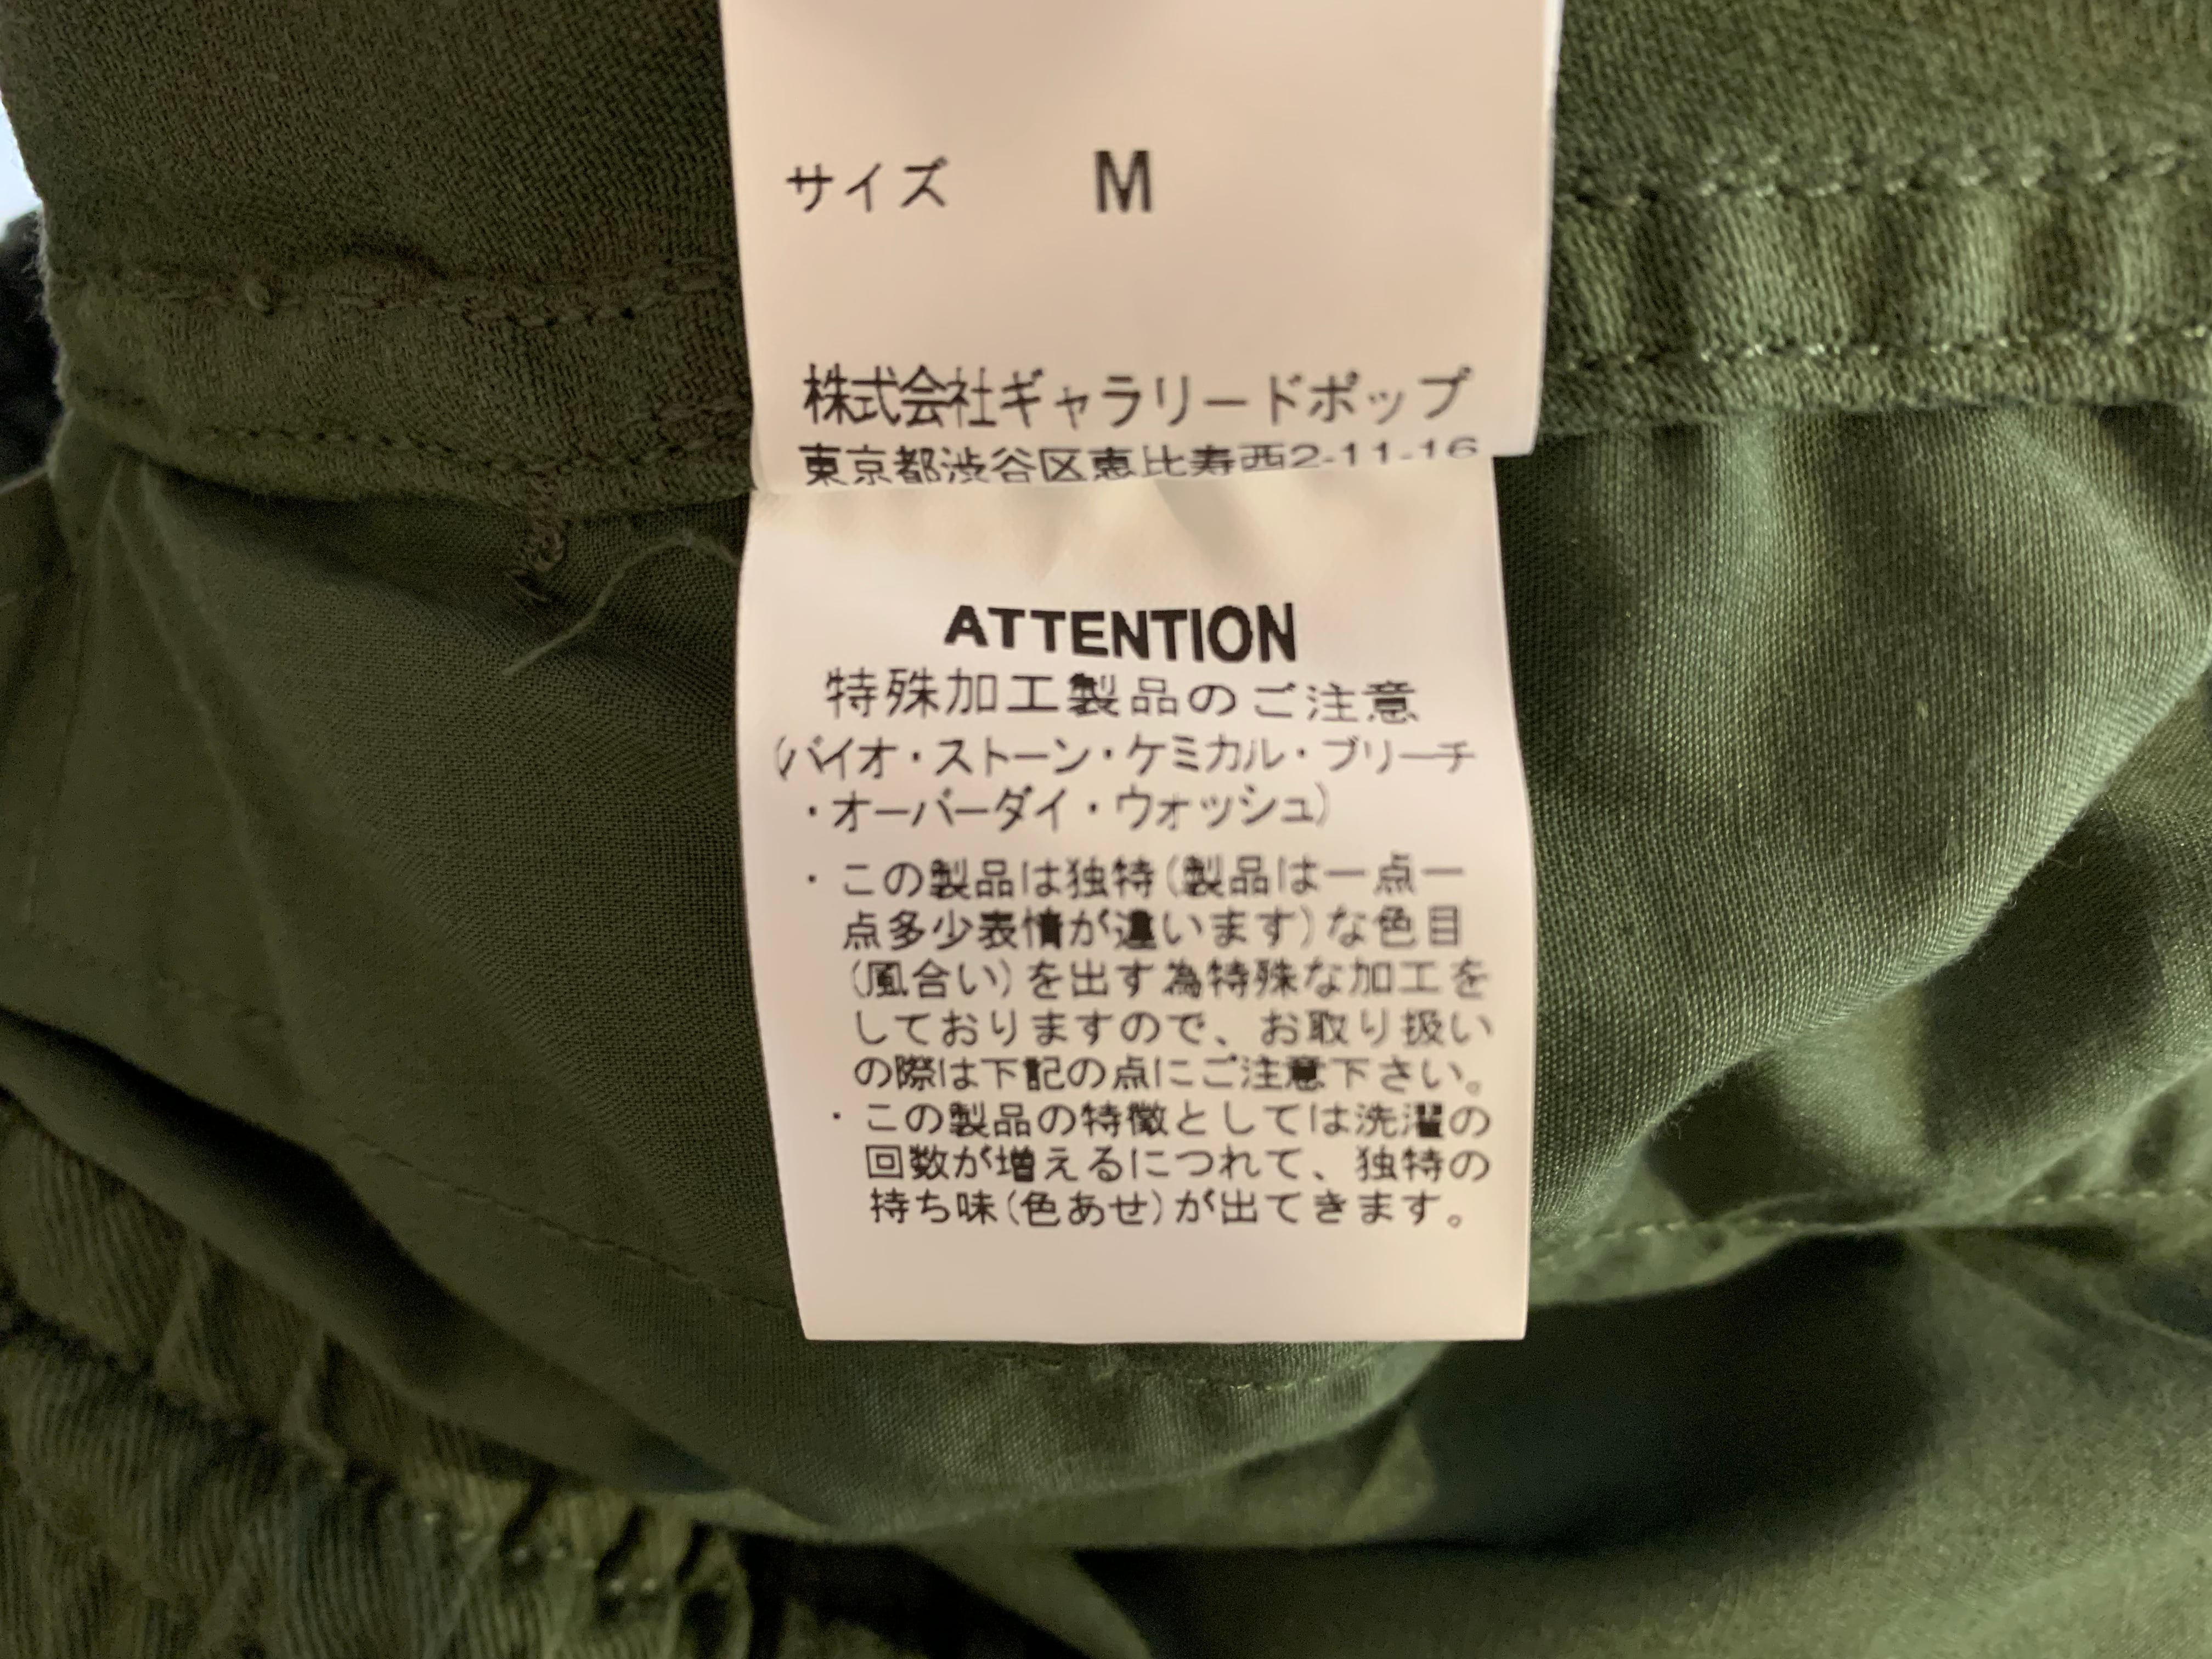 サイズ M
株式会社ギャラリードポップ
東京都渋谷区恵比寿西2-11-16
ATTENTION
特殊加工製品のご注意
(バイオ・ストーン・ケミカル・ブリーチ
・オーバーダイ・ウォッシュ)
・この製品は独特(製品は一点一
点多少表情が違います)な色目
(風合い)を出す為特殊な加工を
しておりますので、お取り扱い
の際は下記の点にご注意下さい。
・この製品の特徴としては洗濯の
回数が増えるにつれて、独特の
持ち味(色あせ)が出てきます。